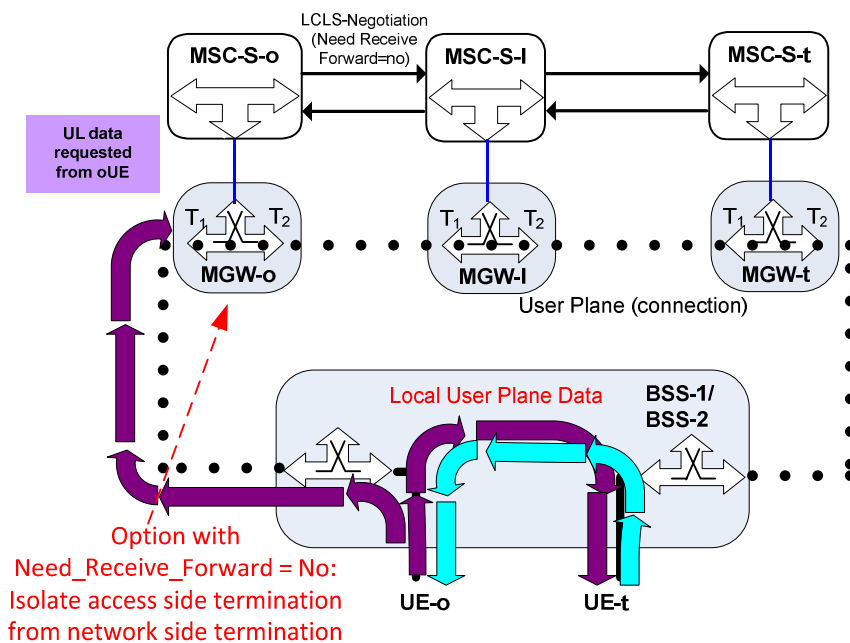 LCLS-Negotiation
(Need Receive
Forward=no)
MSC-S-o
MSC-S-I
MSC-S-t
UL data
requested
from oUE
T1
T2
T1
T2
T1
T2
MGW-o
MGW-I
MGW-t
User Plane (connection)
Local User Plane Data
BSS-1/
BSS-2
Option with
Need_Receive_Forward = No:
Isolate access side termination
from network side termination
UE-o
UE-t